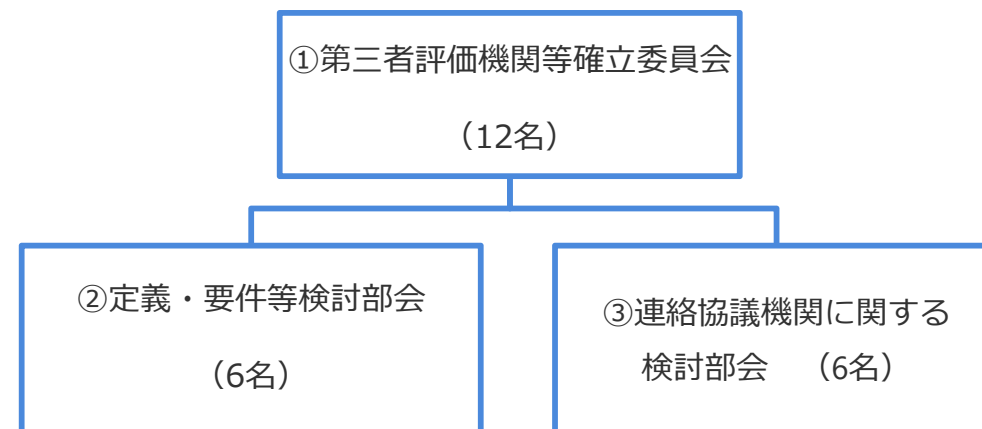 ①第三者評価機関等確立委員会
（12名）
②定義・要件等検討部会
（6名）
③連絡協議機関に関する
検討部会　（6名）